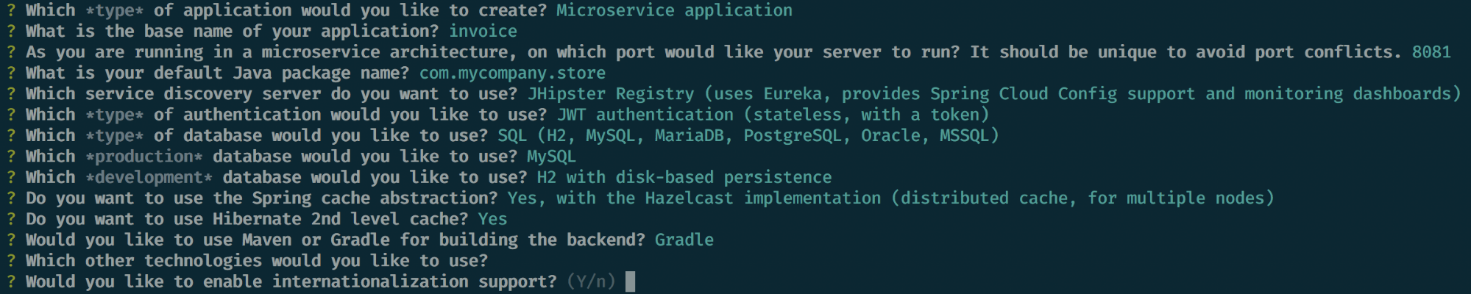 ? Which *type* of application would you like to create? Microservice application
? What is the base name of your application? invoice
? As you are running in a microservice architecture, on which port would like your server to run? It should be unique to avoid port conflicts. 8081
? What is your default Java package name? com.mycompany.store
? Which service discovery server do you want to use? JHipster Registry (uses Eureka, provides Spring Cloud Config support and monitoring dashboards)
? Which *type* of authentication would you like to use? JWT authentication (stateless, with a token)
? Which *type* of database would you like to use? SQL (H2, MySQL, MariaDB, PostgreSQL, Oracle, MSSQL)
? Which *production* database would you like to use? MySQL
? Which *development* database would you like to use? H2 with disk-based persistence
? Do you want to use the Spring cache abstraction? Yes, with the Hazelcast implementation (distributed cache, for multiple nodes)
? Do you want to use Hibernate 2nd level cache? Yes
? Would you like to use Maven or Gradle for building the backend? Gradle
? Which other technologies would you like to use?
? Would you like to enable internationalization support? (Y/n)